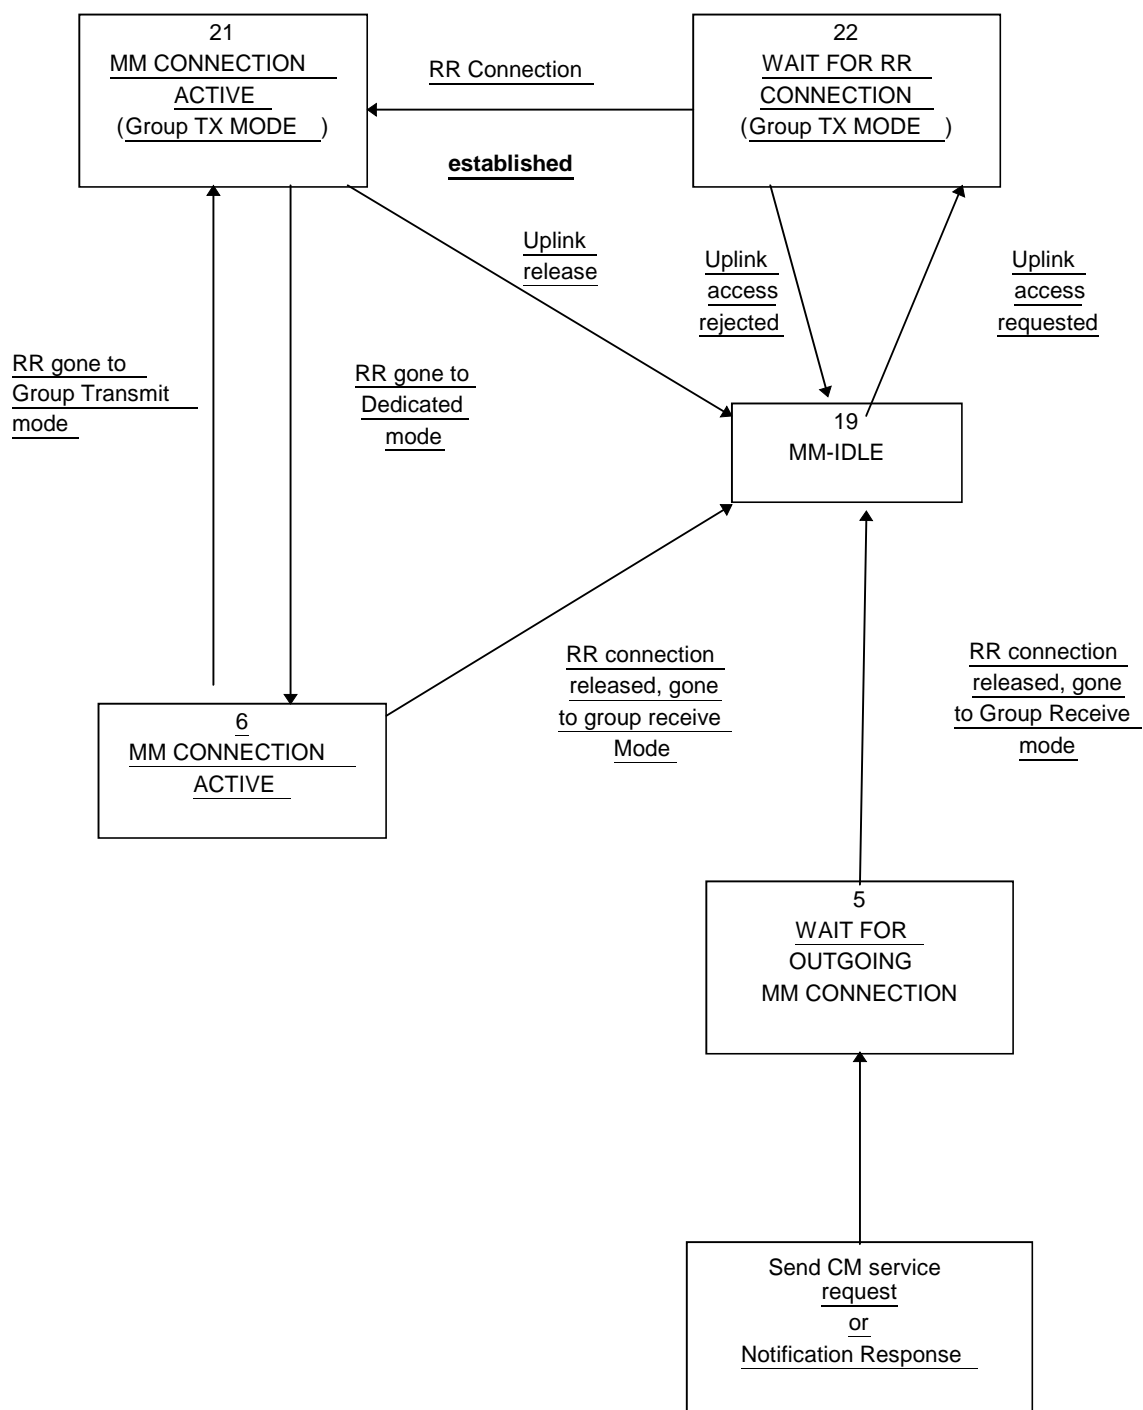 21
MM CONNECTION
ACTIVE
(Group TX MODE )
RR Connection
established
22
WAIT FOR RR
CONNECTION
(Group TX MODE )
Uplink
release
Uplink
access
rejected
Uplink
access
requested
RR gone to
Group Transmit
mode
RR gone to
Dedicated
mode
19
MM-IDLE
RR connection
released, gone
to group receive
Mode
RR connection
released, gone
to Group Receive
mode
6
MM CONNECTION
ACTIVE
5
WAIT FOR
OUTGOING
MM CONNECTION
Send CM service
request
or
Notification Response